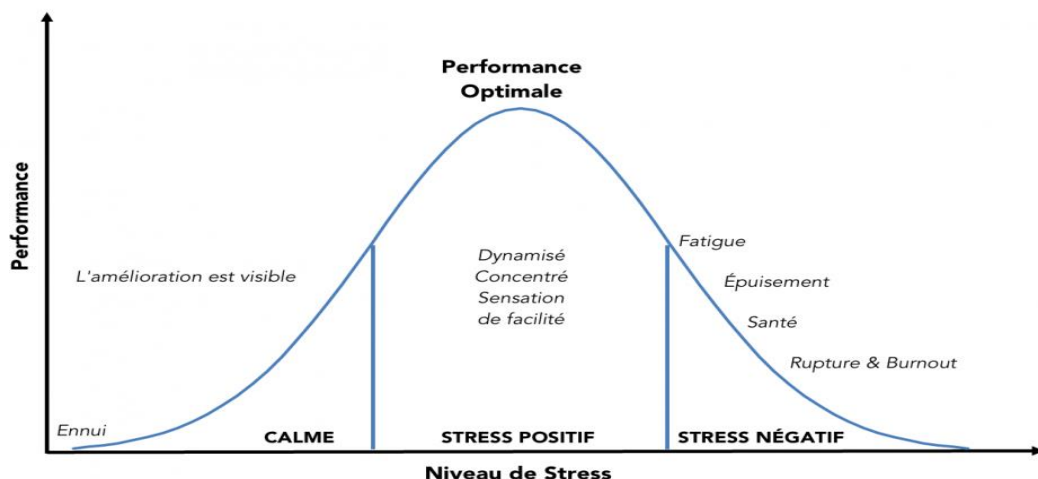 Performance
Optimale
Performance
L'amélioration est visible
Dynamisé
Concentré
Sensation
de facilité
Fatigue
Épuisement
Santé
Rupture & Burnout
Ennui
CALME
STRESS POSITIF
STRESS NÉGATIF
Niveau de Stress